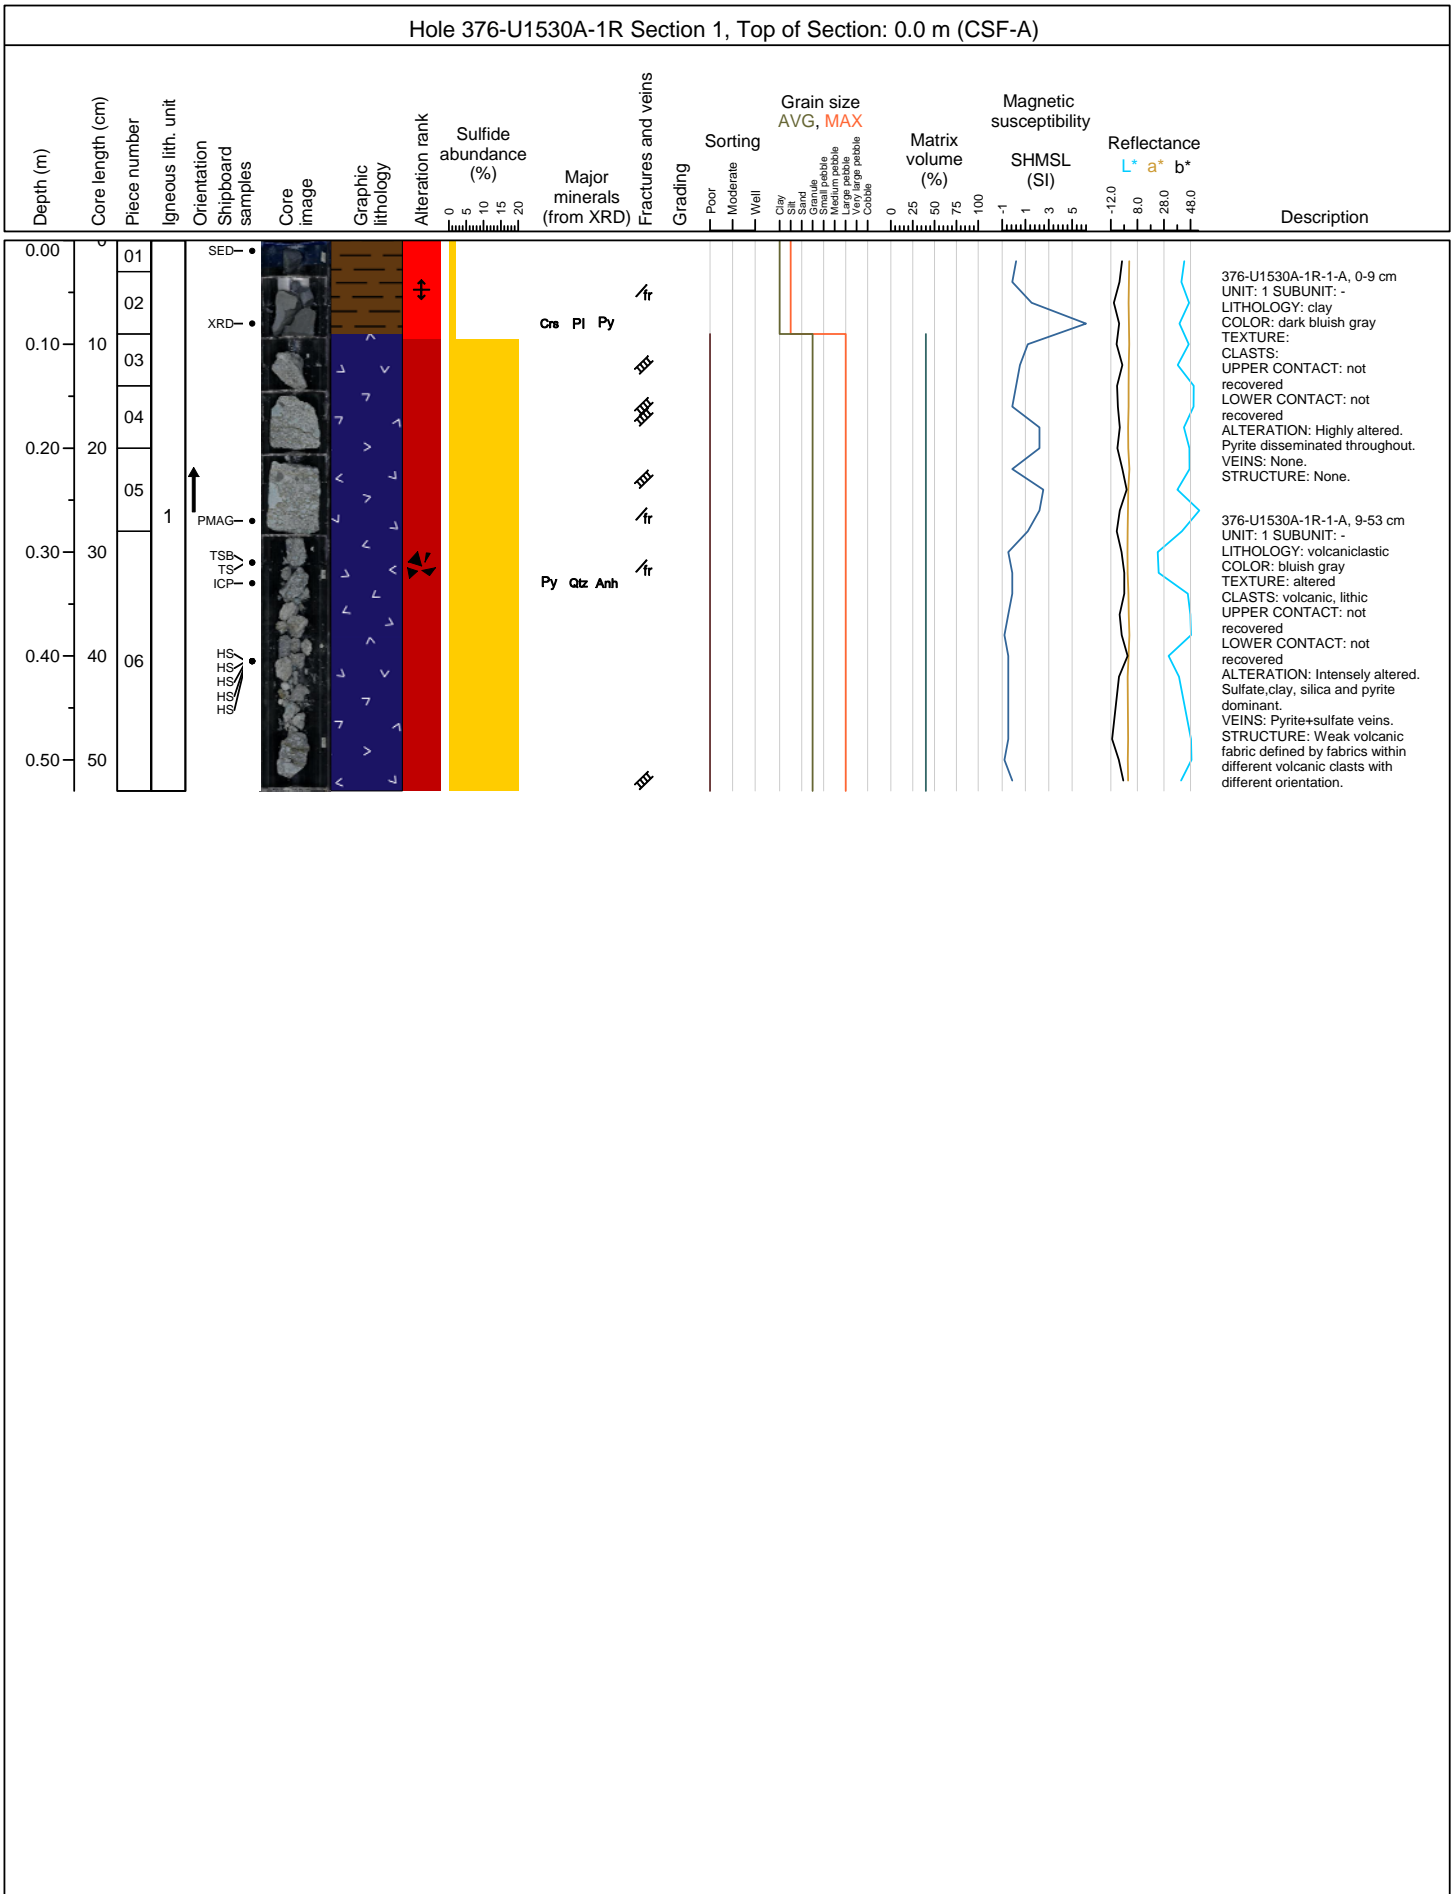 Hole 376-U1530A-1R Section 1, Top of Section: 0.0 m (CSF-A)
Depth (m)
Core length (cm)
Piece number
Igneous lith. unit
Orientation
Shipboard
samples
Core
image
Graphic
lithology
Alteration rank
Sulfide
abundance
(%)
0 5 10 15 20
Major
minerals
(from XRD)
Fractures and veins
Grading
Sorting
Poor
Moderate
Well
Grain size
AVG, MAX
Clay
Silt
Sand
Granule
Small pebble
Medium pebble
Large pebble
Very large pebble
Cobble
Matrix
volume
(%)
0 25 50 75 100
Magnetic
susceptibility
SHMSL
(SI)
-1 1 3 5
Reflectance
L* a* b*
-12.0 8.0 28.0 48.0
Description
0.00
0.10
0.20
0.30
0.40
0.50
0
10
20
30
40
50
01
02
03
04
05
06
1
SED
XRD
PMAG
TSB
TS
ICP
HS
HS
HS
HS
HS
Crs Pl Py
Py Qtz Anh
fr
fr
fr
376-U1530A-1R-1-A, 0-9 cm
UNIT: 1 SUBUNIT: -
LITHOLOGY: clay
COLOR: dark bluish gray
TEXTURE:
CLASTS:
UPPER CONTACT: not
recovered
LOWER CONTACT: not
recovered
ALTERATION: Highly altered.
Pyrite disseminated throughout.
VEINS: None.
STRUCTURE: None.
376-U1530A-1R-1-A, 9-53 cm
UNIT: 1 SUBUNIT: -
LITHOLOGY: volcaniclastic
COLOR: bluish gray
TEXTURE: altered
CLASTS: volcanic, lithic
UPPER CONTACT: not
recovered
LOWER CONTACT: not
recovered
ALTERATION: Intensely altered.
Sulfate,clay, silica and pyrite
dominant.
VEINS: Pyrite+sulfate veins.
STRUCTURE: Weak volcanic
fabric defined by fabrics within
different volcanic clasts with
different orientation.